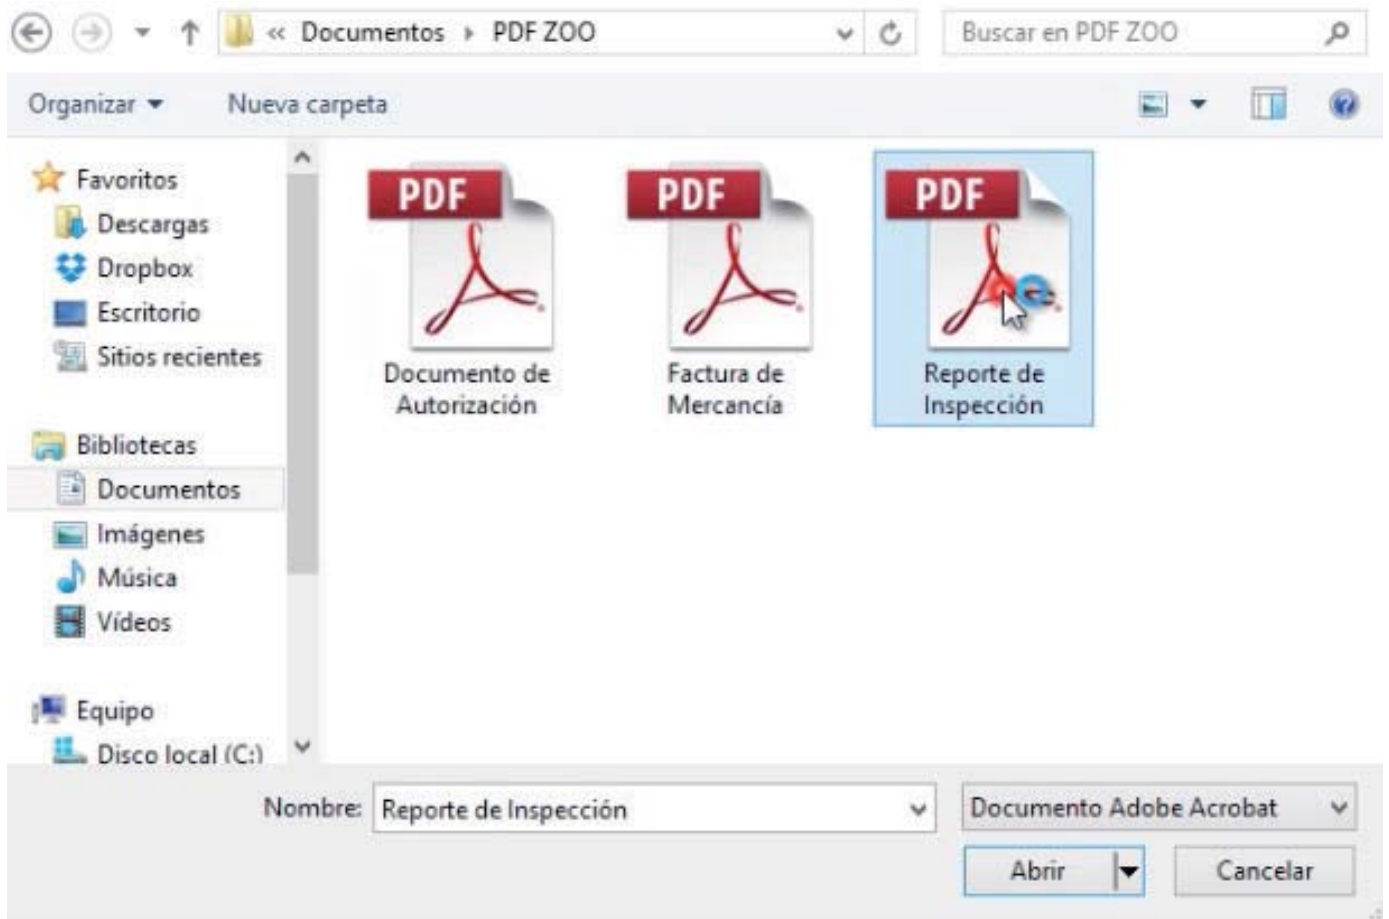 « Documentos PDF ZOO
Buscar en PDF ZOO
Organizar Nueva carpeta
Favoritos
Descargas
Dropbox
Escritorio
Sitios recientes
Bibliotecas
Documentos
Imágenes
Música
Vídeos
Equipo
Disco local (C:)
PDF
Documento de
Autorización
PDF
Factura de
Mercancía
PDF
Reporte de
Inspección
Nombre: Reporte de Inspección
Documento Adobe Acrobat
Abrir Cancelar